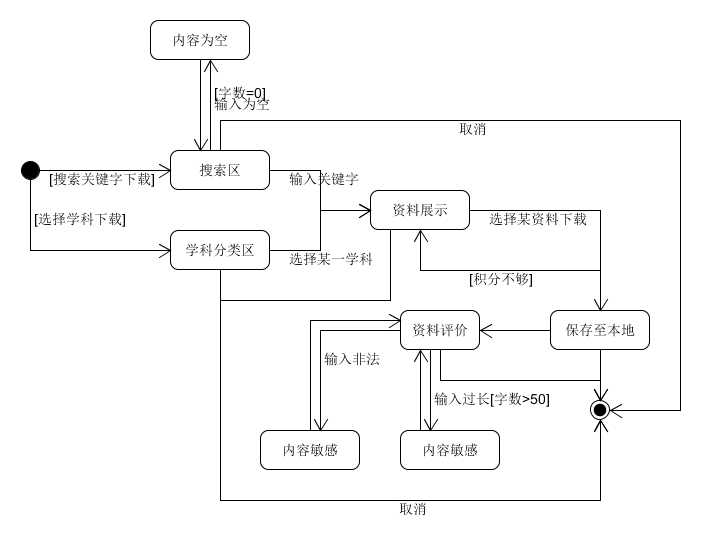 内容为空
[字数=0]
输入为空
取消
搜索区
[搜索关键字下载]
输入关键字
资料展示
[选择学科下载]
选择某资料下载
学科分类区
选择某一学科
[积分不够]
资料评价
保存至本地
输入非法
输入过长[字数>50]
内容敏感
内容敏感
取消